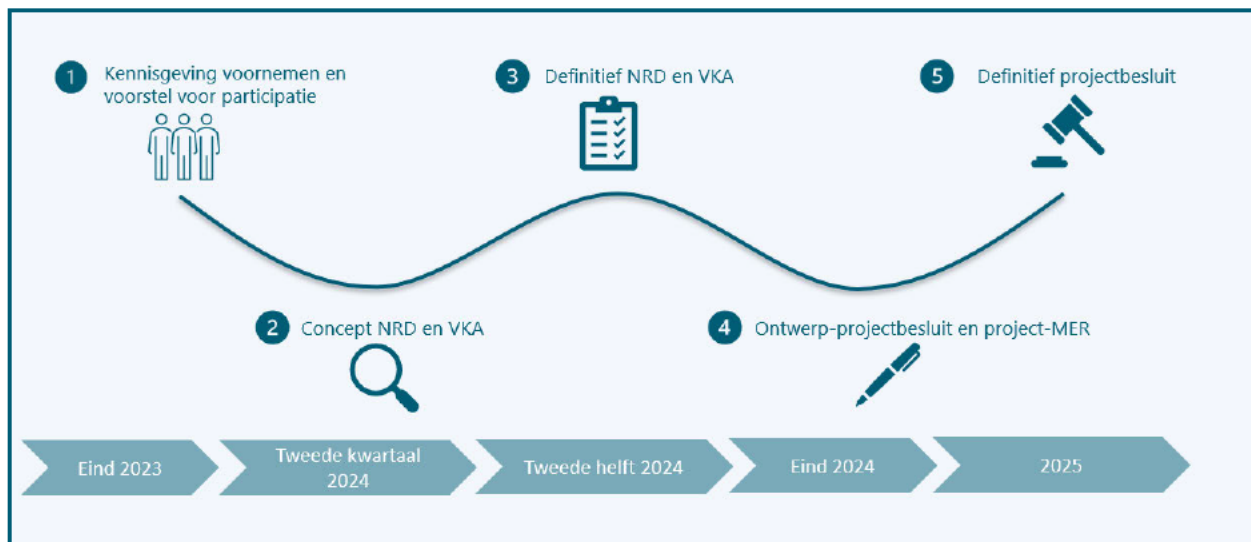 1 Kennisgeving voornemen en
voorstel voor participatie
3 Definitief NRD en VKA
5 Definitief projectbesluit
2 Concept NRD en VKA
4 Ontwerp-projectbesluit en project-MER
Eind 2023
Tweede kwartaal
2024
Tweede helft 2024
Eind 2024
2025